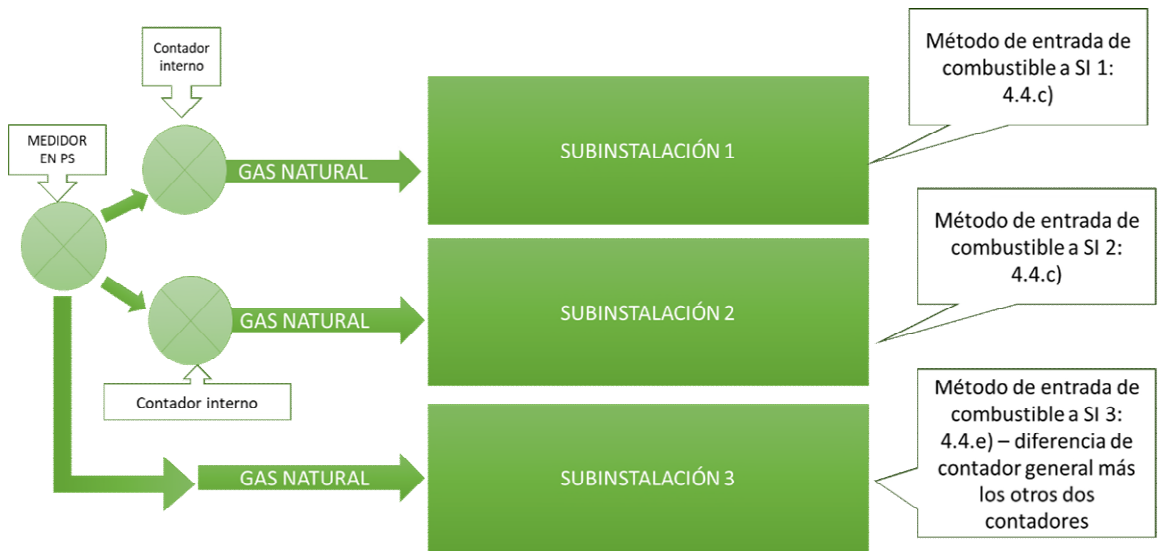 Contador
interno
MEDIDOR
EN PS
GAS NATURAL
SUBINSTALACIÓN 1
Método de entrada de
combustible a SI 1:
4.4.c)
GAS NATURAL
SUBINSTALACIÓN 2
Método de entrada de
combustible a SI 2:
4.4.c)
Contador interno
GAS NATURAL
SUBINSTALACIÓN 3
Método de entrada de
combustible a SI 3:
4.4.e) – diferencia de
contador general más
los otros dos
contadores